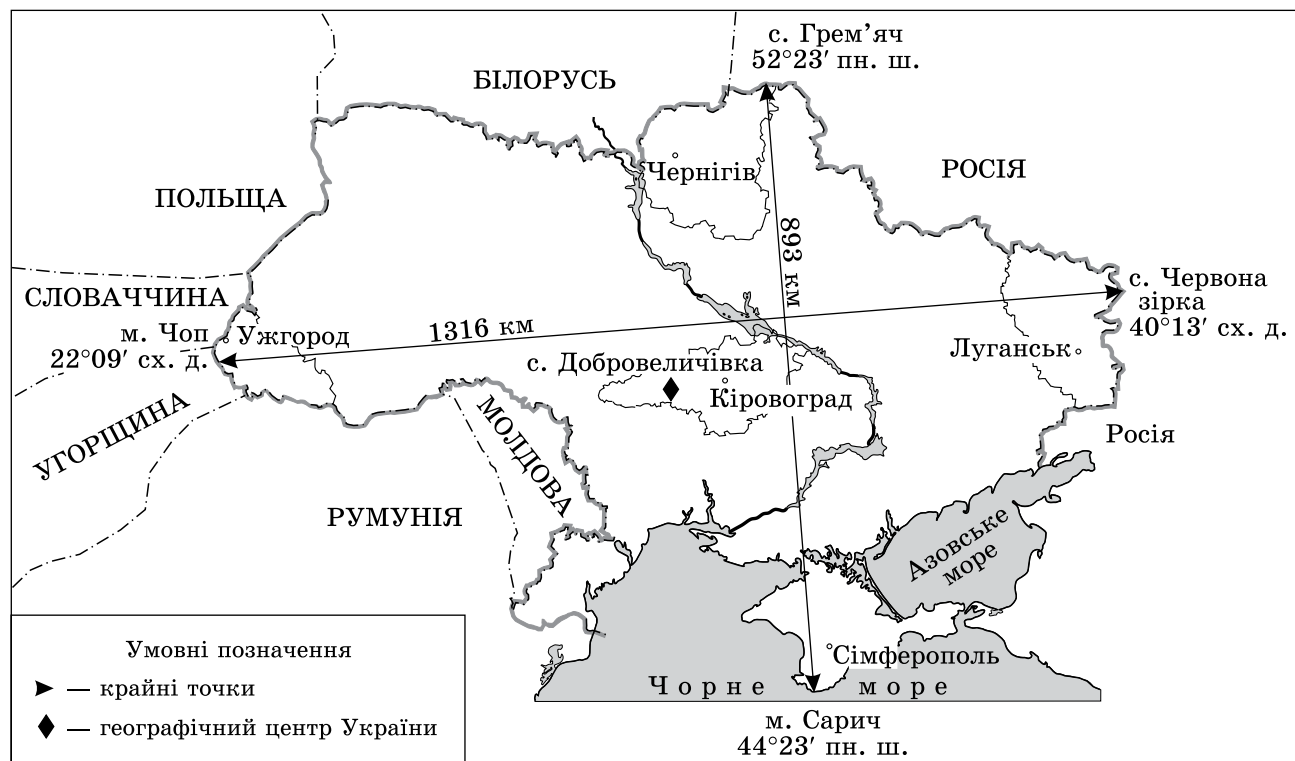 с. Грем’яч
52°23′ пн. ш.
БІЛОРУСЬ
Чернігів
РОСІЯ
ПОЛЬЩА
893 км
с. Червона
зірка
40°13′ сх. д.
СЛОВАЧЧИНА
м. Чоп
22°09′ сх. д.
Ужгород
1316 км
Луганськ
с. Добровеличівка
Кіровоград
УГОРЩИНА
МОЛДОВА
Росія
РУМУНІЯ
Азовське
море
Сімферополь
Чорне море
м. Сарич
44°23′ пн. ш.
Умовні позначення
— крайні точки
— географічний центр України